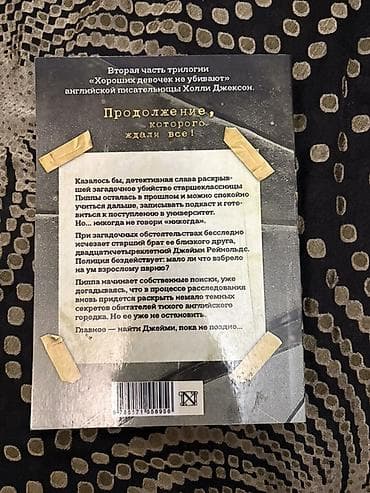 Вторая часть трилогии
«Хороших девочек не убивают»
английской писательницы Холли Джексон.
Продолжение,
которого
ждали все!
Казалось бы, детективная слава раскрыв-
шей загадочное убийство старшеклассницы
Пиппы осталась в прошлом и можно спокойно
учиться дальше, записывать подкаст и гото-
виться к поступлению в университет.
Но... никогда не говори «никогда».
При загадочных обстоятельствах бесследно
исчезает старший брат ее близкого друга,
двадцатичетырехлетний Джейми Рейнольдс.
Полиция бездействует: мало ли что взбрело
на ум взрослому парню?
Пиппа начинает собственные поиски, уже
догадываясь, что в процессе расследования
вновь придется раскрыть немало темных
секретов обитателей тихого английского
городка. Но ее уже не остановить.
Главное — найти Джейми, пока не поздно...